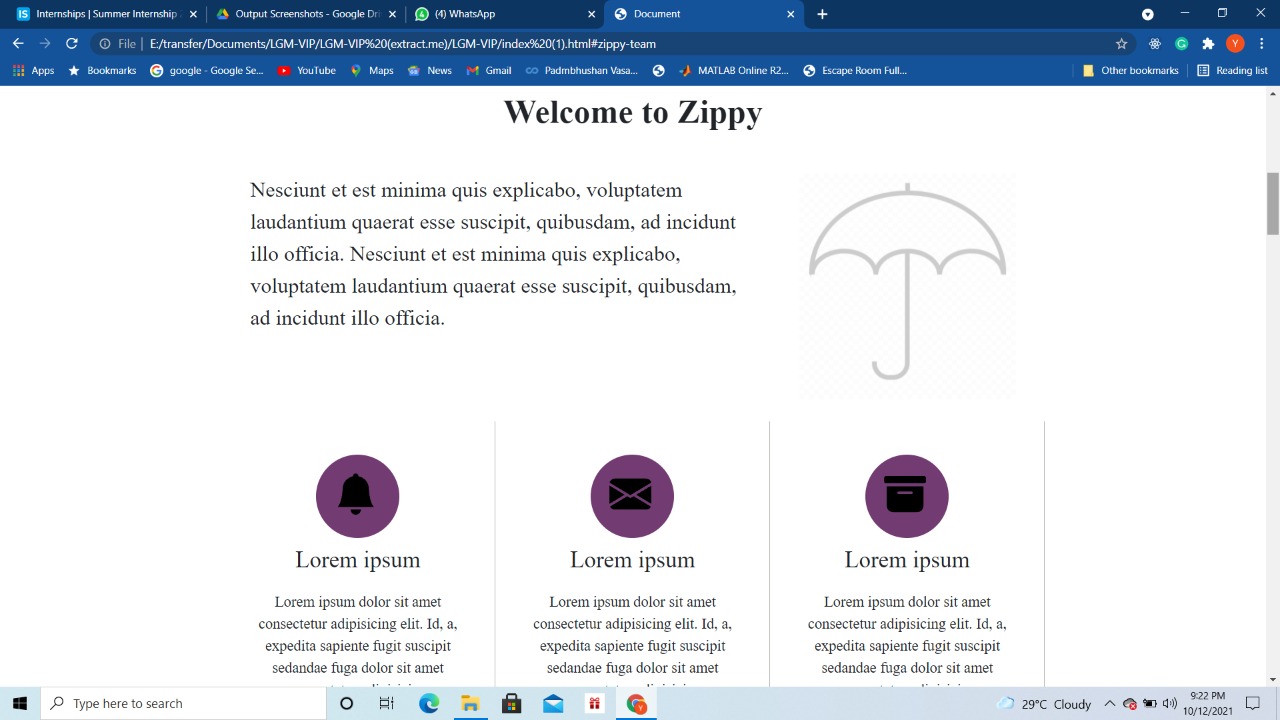 Internships | Summer Internship
Output Screenshots - Google Dri
(4) WhatsApp
Document
File | E:/transfer/Documents/LGM-VIP/LGM-VIP%20(extract.me)/LGM-VIP/index%20(1).html#zippy-team
Y
Apps
Bookmarks
google - Google Se...
YouTube
Maps
News
Gmail
Padmbhushan Vasa...
MATLAB Online R2...
Escape Room Full...
Other bookmarks
Reading list
Welcome to Zippy
Nesciunt et est minima quis explicabo, voluptatem
laudantium quaerat esse suscipit, quibusdam, ad incidunt
illo officia. Nesciunt et est minima quis explicabo,
voluptatem laudantium quaerat esse suscipit, quibusdam,
ad incidunt illo officia.
Lorem ipsum
Lorem ipsum dolor sit amet
consectetur adipisicing elit. Id, a,
expedita sapiente fugit suscipit
sedandae fuga dolor sit amet
Lorem ipsum
Lorem ipsum dolor sit amet
consectetur adipisicing elit. Id, a,
expedita sapiente fugit suscipit
sedandae fuga dolor sit amet
Lorem ipsum
Lorem ipsum dolor sit amet
consectetur adipisicing elit. Id, a,
expedita sapiente fugit suscipit
sedandae fuga dolor sit amet
Type here to search
29°C Cloudy
9:22 PM
10/12/2021